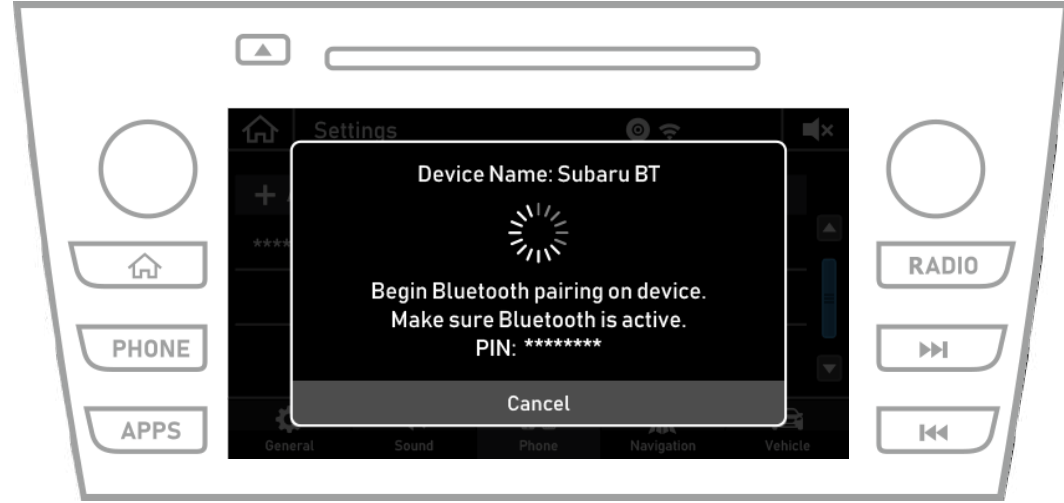 Settings
Device Name: Subaru BT
+ A
****
Begin Bluetooth pairing on device.
Make sure Bluetooth is active.
PIN: ********
Cancel
General
Sound
Phone
Navigation
Vehicle
PHONE
APPS
RADIO